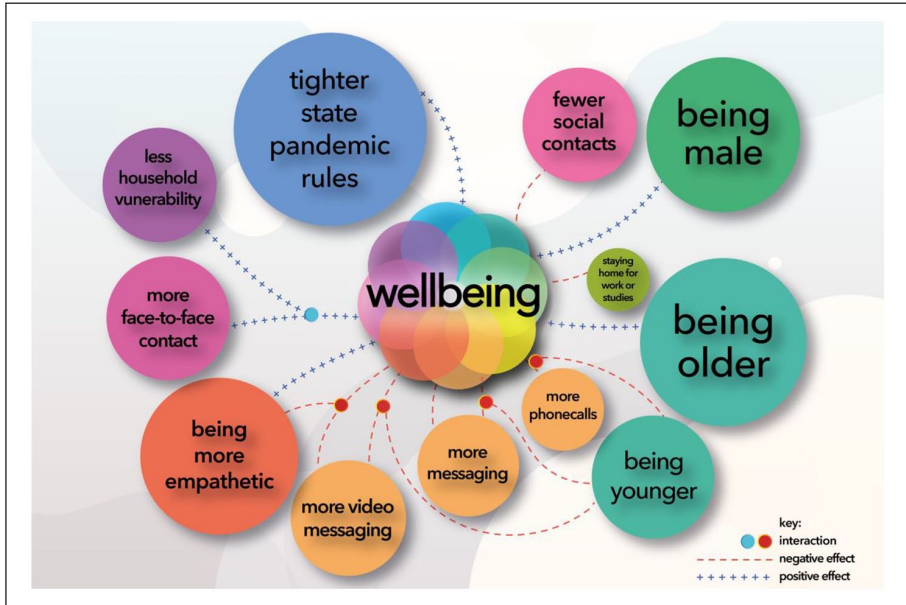 tighter
state
pandemic
rules
fewer
social
contacts
being
male
less
household
vunerability
staying
home for
work or
studies
more
face-to-face
contact
wellbeing
being
older
being
more
empathetic
more video
messaging
more
messaging
more
phonecalls
being
younger
key:
interaction
negative effect
positive effect